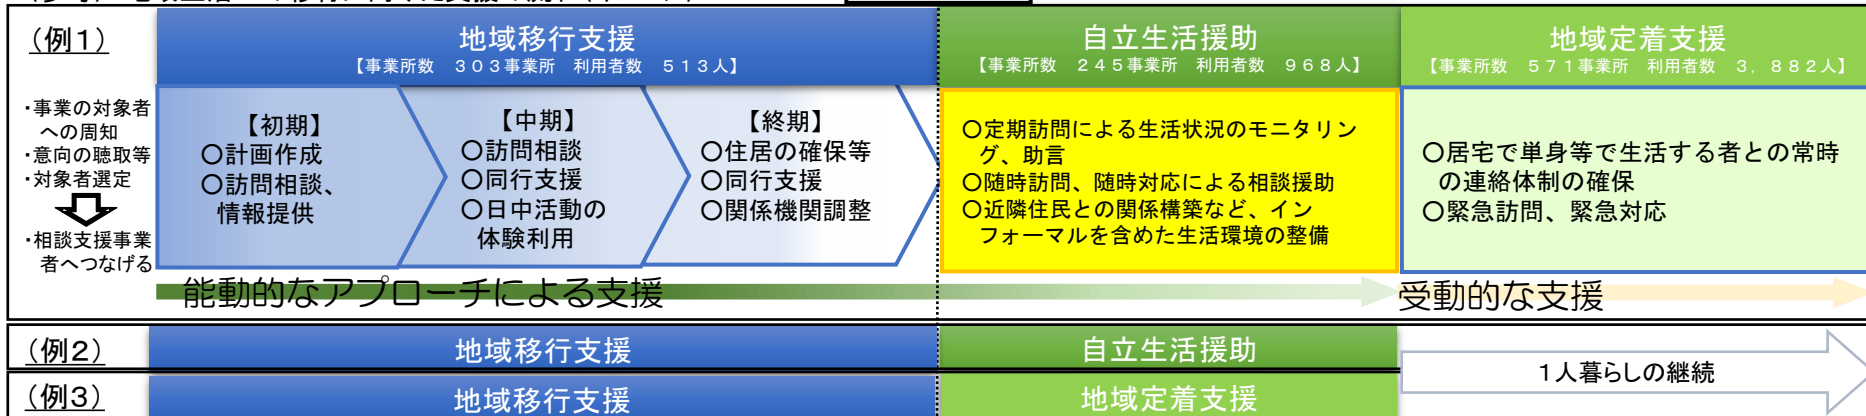 （例１）
地域移行支援
【事業所数　３０３事業所　利用者数　５１３人】
自立生活援助
【事業所数　２４５事業所　利用者数　９６８人】
地域定着支援
【事業所数　５７１事業所　利用者数　３，８８２人】
・事業の対象者
への周知
・意向の聴取等
・対象者選定
・相談支援事業
者へつなげる
【初期】
〇計画作成
〇訪問相談、
情報提供
【中期】
〇訪問相談
〇同行支援
〇日中活動の
体験利用
【終期】
〇住居の確保等
〇同行支援
〇関係機関調整
〇定期訪問による生活状況のモニタリン
グ、助言
〇随時訪問、随時対応による相談援助
〇近隣住民との関係構築など、イン
フォーマルを含めた生活環境の整備
〇居宅で単身等で生活する者との常時
の連絡体制の確保
〇緊急訪問、緊急対応
能動的なアプローチによる支援
受動的な支援
（例２）
地域移行支援
自立生活援助
１人暮らしの継続
（例３）
地域移行支援
地域定着支援